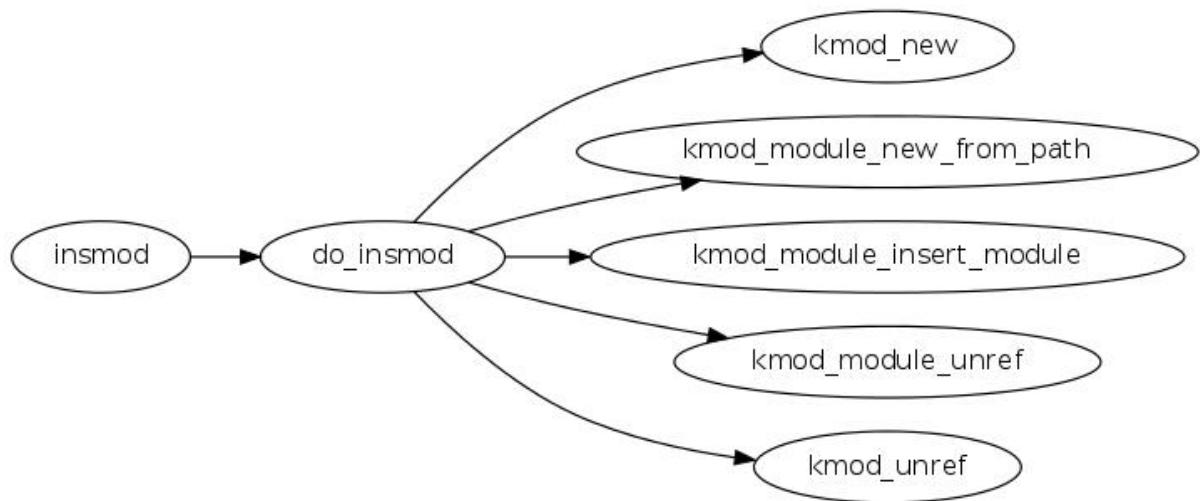 kmod_new
kmod_module_new_from_path
insmod
do_insmod
kmod_module_insert_module
kmod_module_unref
kmod_unref